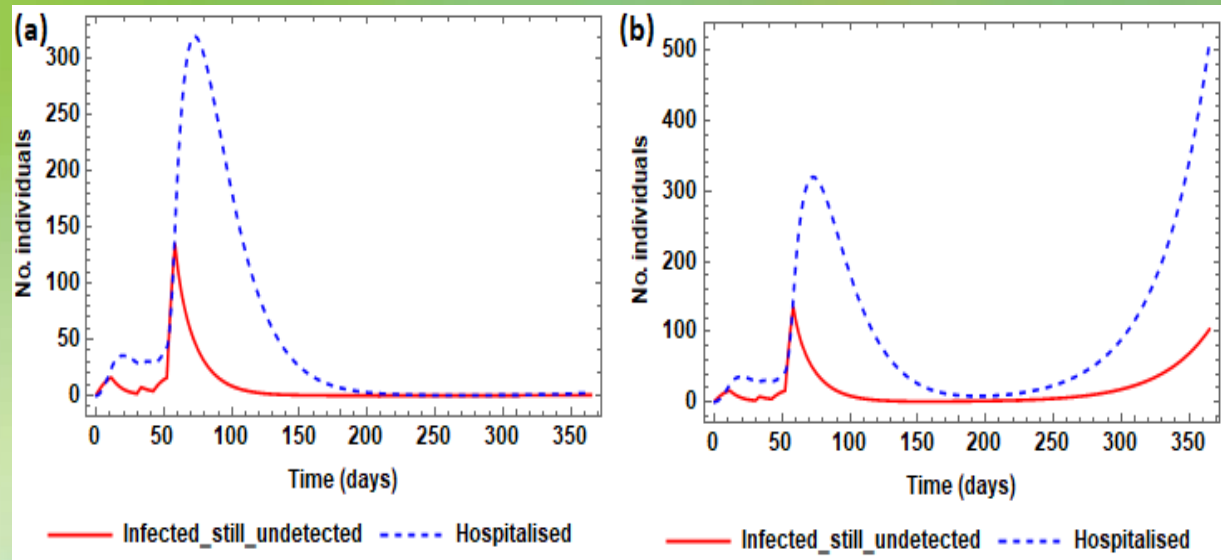 (a)
300
250
200
150
100
50
0
No. individuals
0 50 100 150 200 250 300 350
Time (days)
Infected_still_undetected Hospitalised
(b)
500
400
300
200
100
0
No. individuals
0 50 100 150 200 250 300 350
Time (days)
Infected_still_undetected Hospitalised